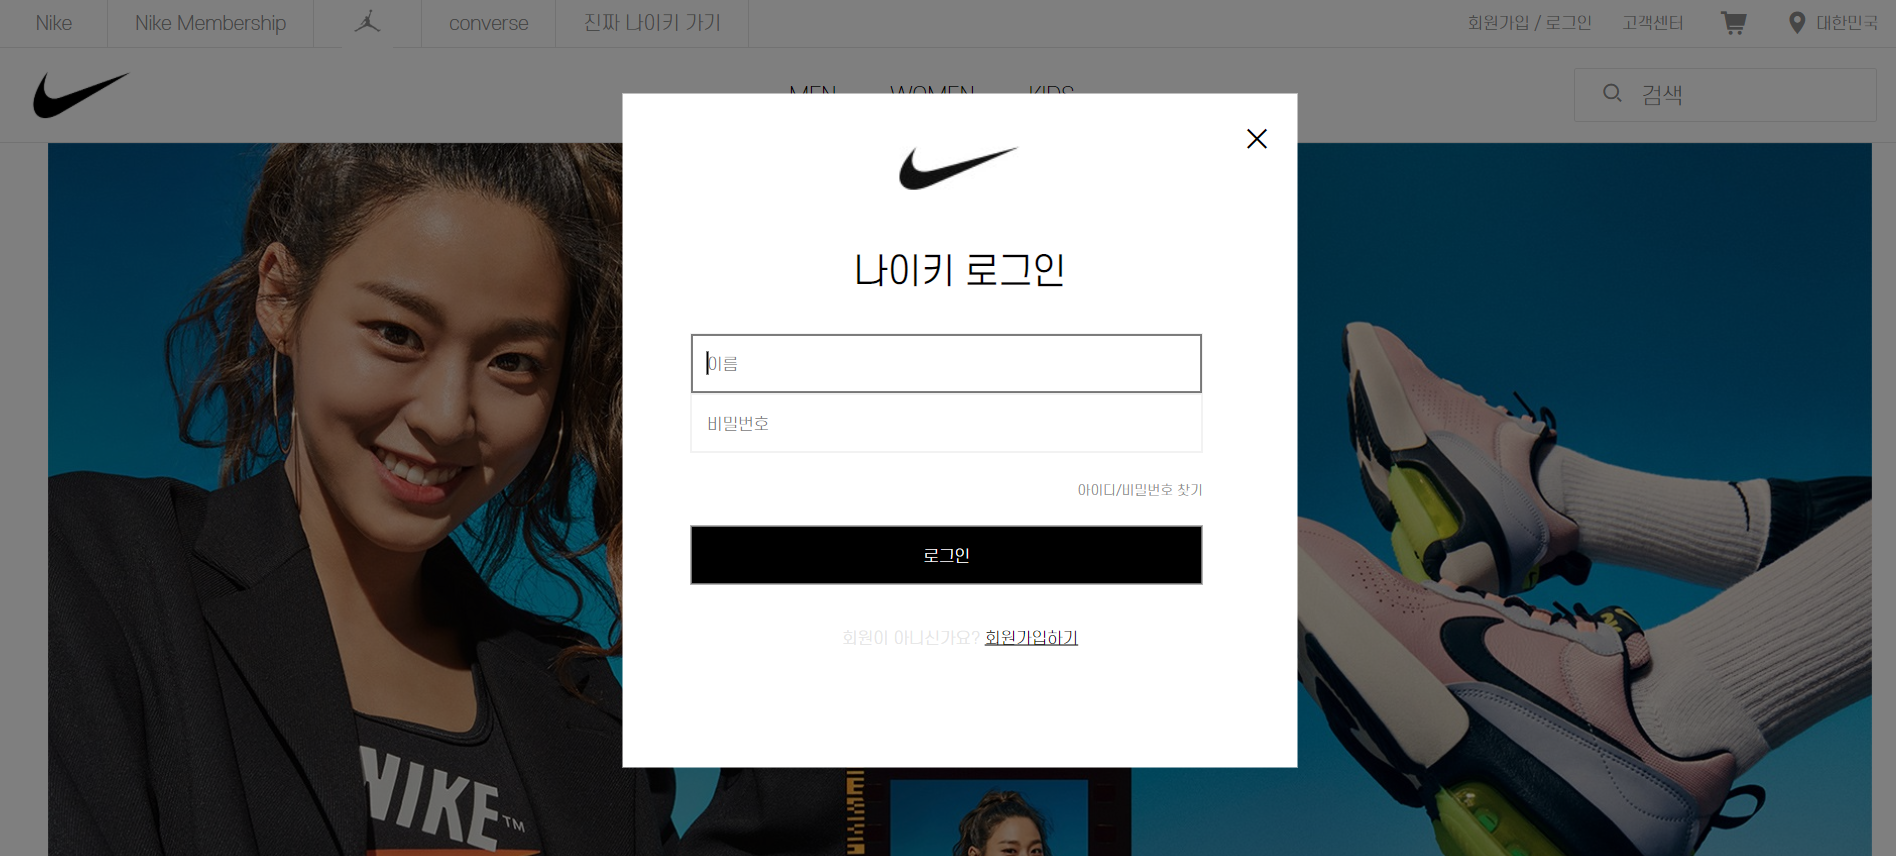 Nike
Nike Membership
converse
진짜 나이키 가기
회원가입 / 로그인
고객센터
대한민국
MEN
WOMEN
KIDS
검색
나이키 로그인
이름
비밀번호
아이디/비밀번호 찾기
로그인
회원이 아니신가요? 회원가입하기
NIKE™